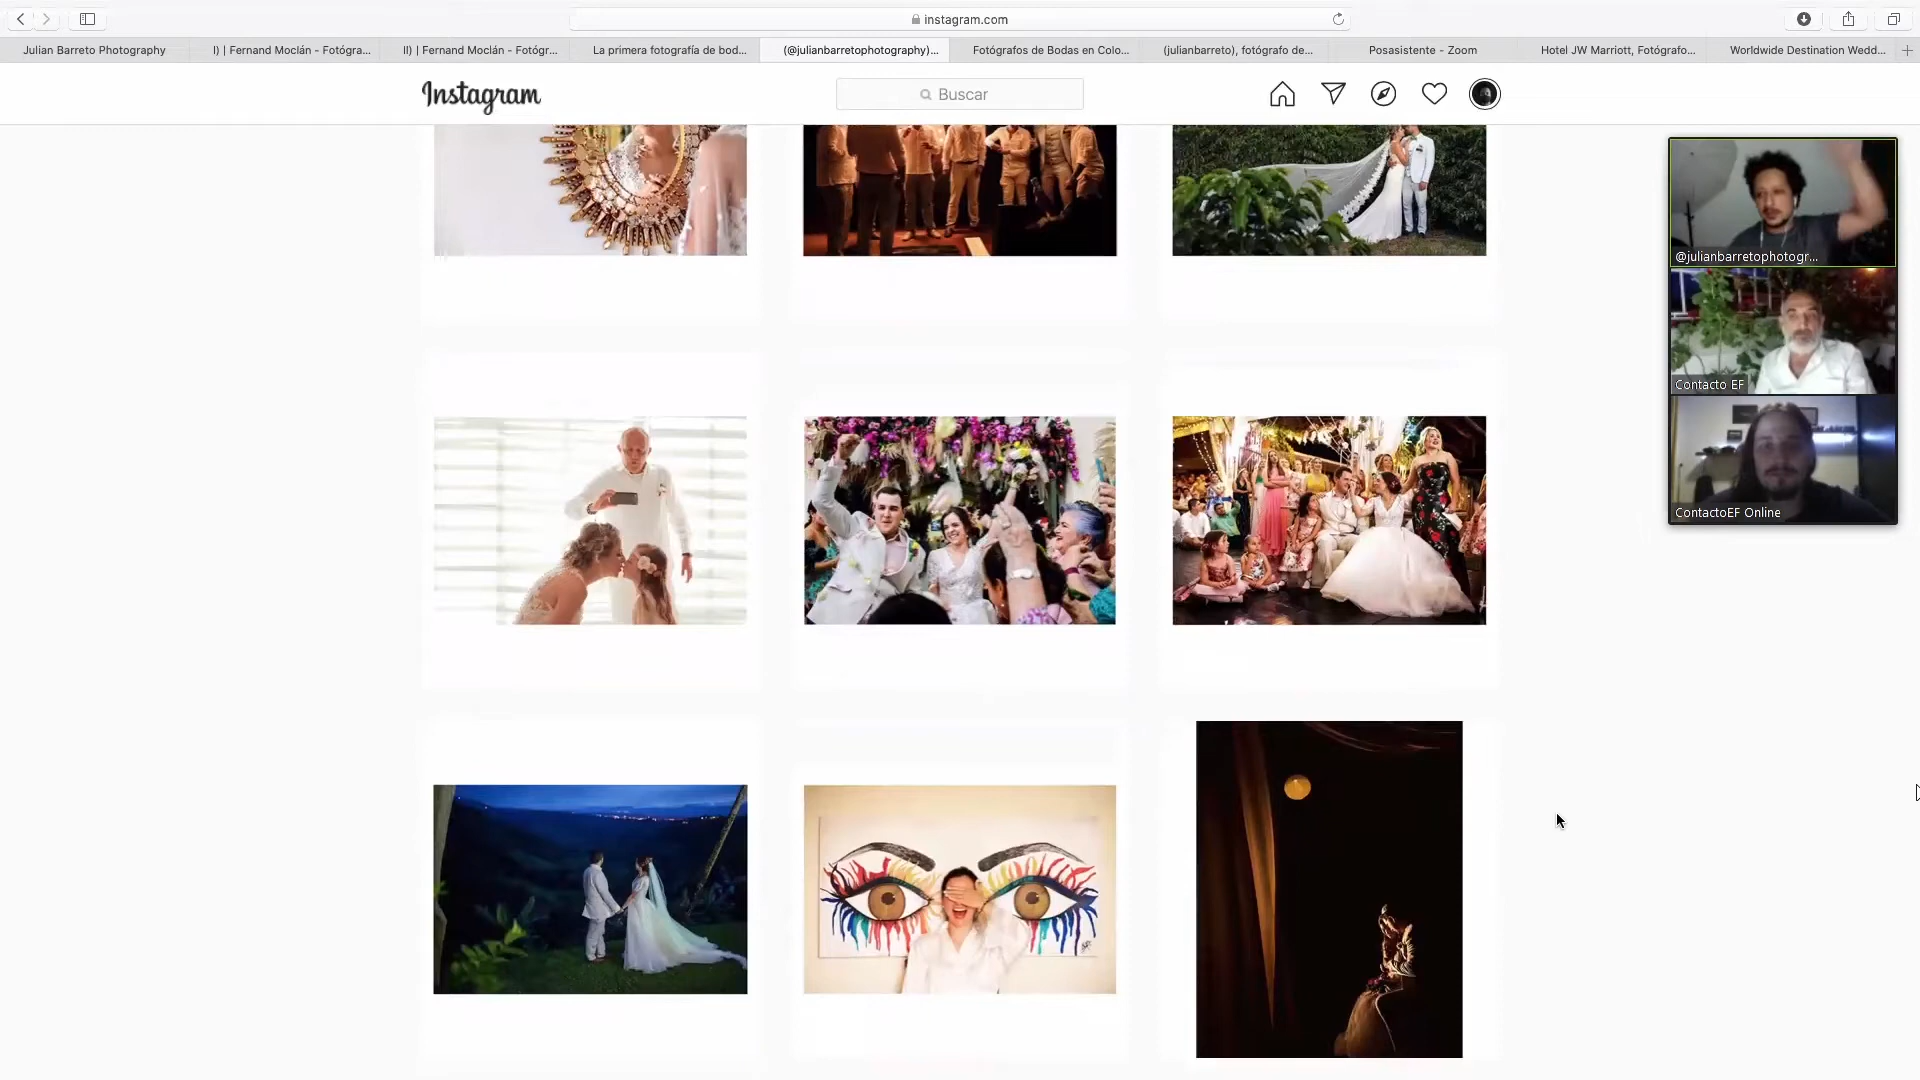 instagram.com
Julian Barreto Photography
I) | Fernand Moclán - Fotógra...
II) | Fernand Moclán - Fotógr...
La primera fotografía de bod...
(@julianbarretophotography)...
Fotógrafos de Bodas en Colo...
(julianbarreto), fotógrafo de...
Posasistente - Zoom
Hotel JW Marriott, Fotógrafo...
Worldwide Destination Wedd...
Instagram
Buscar
@julianbarretophotogr...
Contacto EF
ContactoEF Online